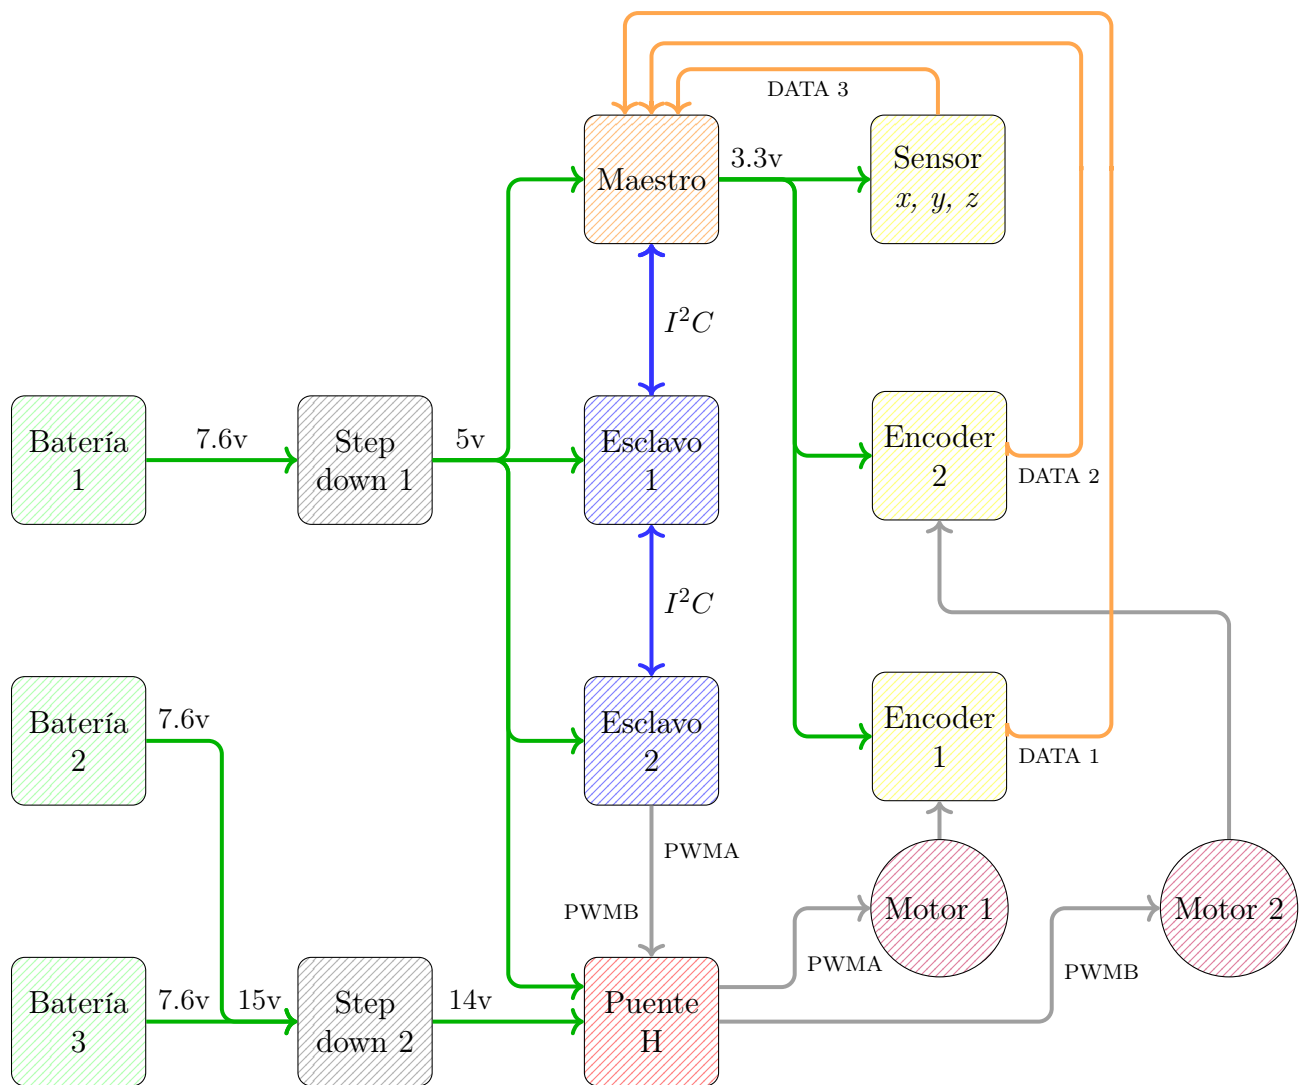 DATA 3
Maestro
3.3v
Sensor
x, y, z
I²C
Batería
1
7.6v
Step
down 1
5v
Esclavo
1
Encoder
2
DATA 2
I²C
Batería
2
7.6v
Esclavo
2
Encoder
1
DATA 1
PWMA
PWMB
Motor 1
Motor 2
PWMA
PWMB
Batería
3
7.6v
15v
Step
down 2
14v
Puente
H